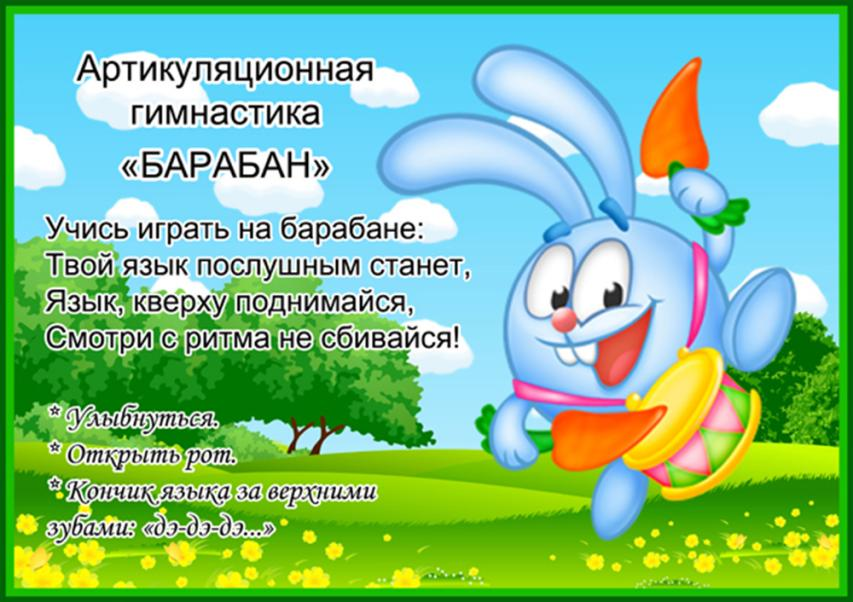 Артикуляционная
гимнастика
«БАРАБАН»
Учись играть на барабане:
Твой язык послушным станет,
Язык, кверху поднимайся,
Смотри с ритма не сбивайся!
* Улыбнуться.
* Открыть рот.
* Кончик языка за верхними
зубами: «дэ-дэ-дэ...»